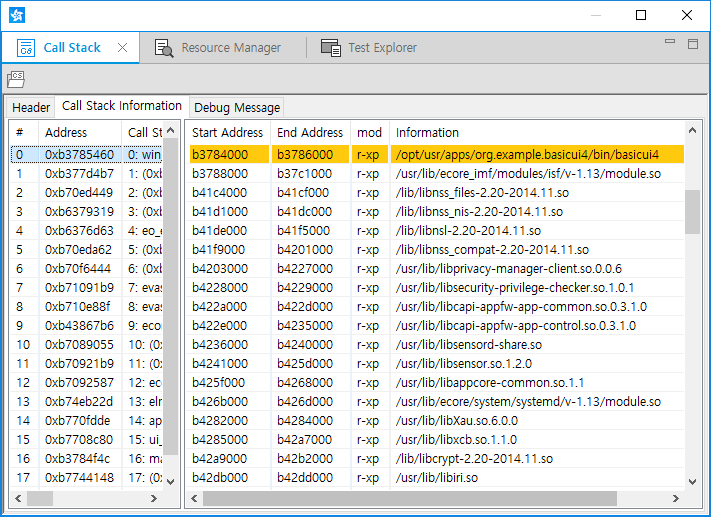 Call Stack
Resource Manager
Test Explorer
Header
Call Stack Information
Debug Message
# Address Call St
0 0xb3785460 0: win_
1 0xb377d4b7 1: (0x
2 0xb70ed449 2: (0x
3 0xb6379319 3: (0x
4 0xb6376d63 4: eo_e
5 0xb70eda62 5: (0x
6 0xb70f6444 6: (0xb
7 0xb71091b9 7: evas
8 0xb710e88f 8: evas
9 0xb43867b6 9: eco
10 0xb7089055 10: (0
11 0xb70921b9 11: (0x
12 0xb7092587 12: eco
13 0xb74eb22d 13: elr
14 0xb770fdde 14: ap
15 0xb7708c80 15: ui_
16 0xb3784f4c 16: ma
17 0xb7744148 17: (0x
Start Address End Address mod Information
b3784000 b3786000 r-xp /opt/usr/apps/org.example.basicui4/bin/basicui4
b3788000 b37c1000 r-xp /usr/lib/ecore_imf/modules/isf/v-1.13/module.so
b41c4000 b41cf000 r-xp /lib/libnss_files-2.20-2014.11.so
b41d1000 b41dc000 r-xp /lib/libnss_nis-2.20-2014.11.so
b41de000 b41f5000 r-xp /lib/libnsl-2.20-2014.11.so
b41f9000 b4201000 r-xp /lib/libnss_compat-2.20-2014.11.so
b4203000 b4227000 r-xp /usr/lib/libprivacy-manager-client.so.0.0.6
b4228000 b4229000 r-xp /usr/lib/libsecurity-privilege-checker.so.1.0.1
b422a000 b422d000 r-xp /usr/lib/libcapi-appfw-app-common.so.0.3.1.0
b422e000 b4235000 r-xp /usr/lib/libcapi-appfw-app-control.so.0.3.1.0
b4236000 b4240000 r-xp /usr/lib/libsensord-share.so
b4241000 b425d000 r-xp /usr/lib/libsensor.so.1.2.0
b425f000 b4268000 r-xp /usr/lib/libappcore-common.so.1.1
b426b000 b426d000 r-xp /usr/lib/ecore/system/systemd/v-1.13/module.so
b4282000 b4284000 r-xp /usr/lib/libXau.so.6.0.0
b4285000 b42a7000 r-xp /usr/lib/libxcb.so.1.1.0
b42a9000 b42b2000 r-xp /lib/libcrypt-2.20-2014.11.so
b42db000 b42dd000 r-xp /usr/lib/libiri.so